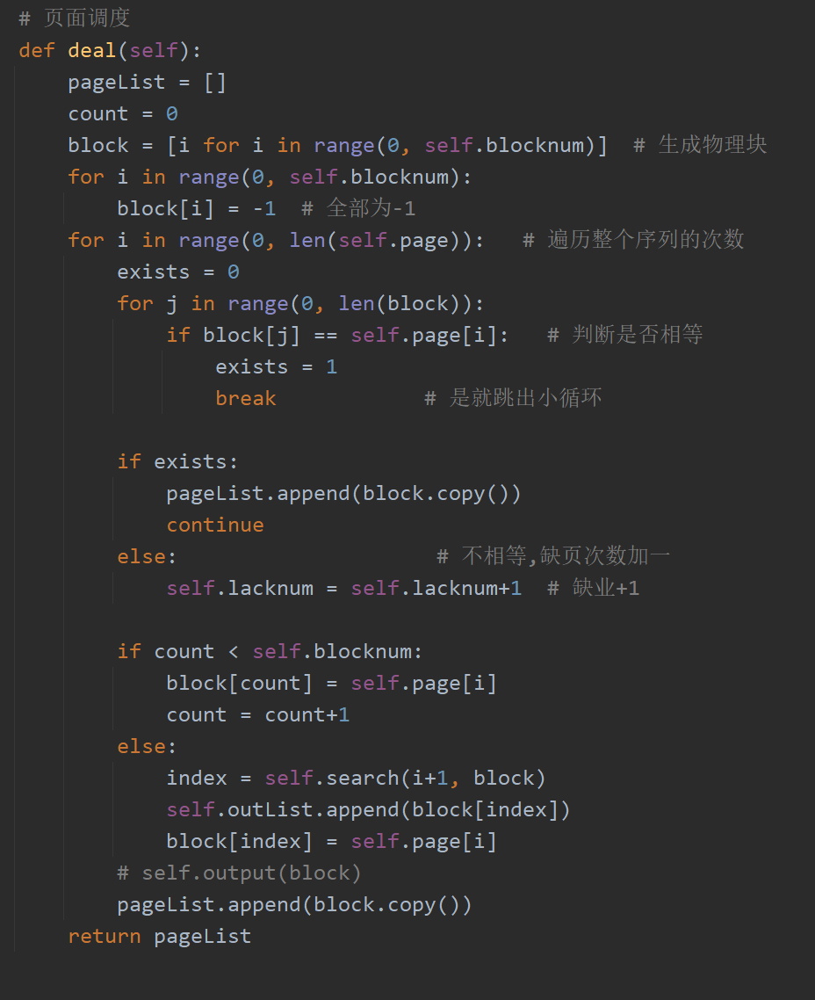 # 页面调度
def deal(self):
    pageList = []
    count = 0
    block = [i for i in range(0, self.blocknum)]  # 生成物理块
    for i in range(0, self.blocknum):
        block[i] = -1  # 全部为-1
    for i in range(0, len(self.page)):   # 遍历整个序列的次数
        exists = 0
        for j in range(0, len(block)):
            if block[j] == self.page[i]:   # 判断是否相等
                exists = 1
                break            # 是就跳出小循环

        if exists:
            pageList.append(block.copy())
            continue
        else:                     # 不相等,缺页次数加一
            self.lacknum = self.lacknum+1  # 缺业+1

        if count < self.blocknum:
            block[count] = self.page[i]
            count = count+1
        else:
            index = self.search(i+1, block)
            self.outList.append(block[index])
            block[index] = self.page[i]
        # self.output(block)
        pageList.append(block.copy())
    return pageList